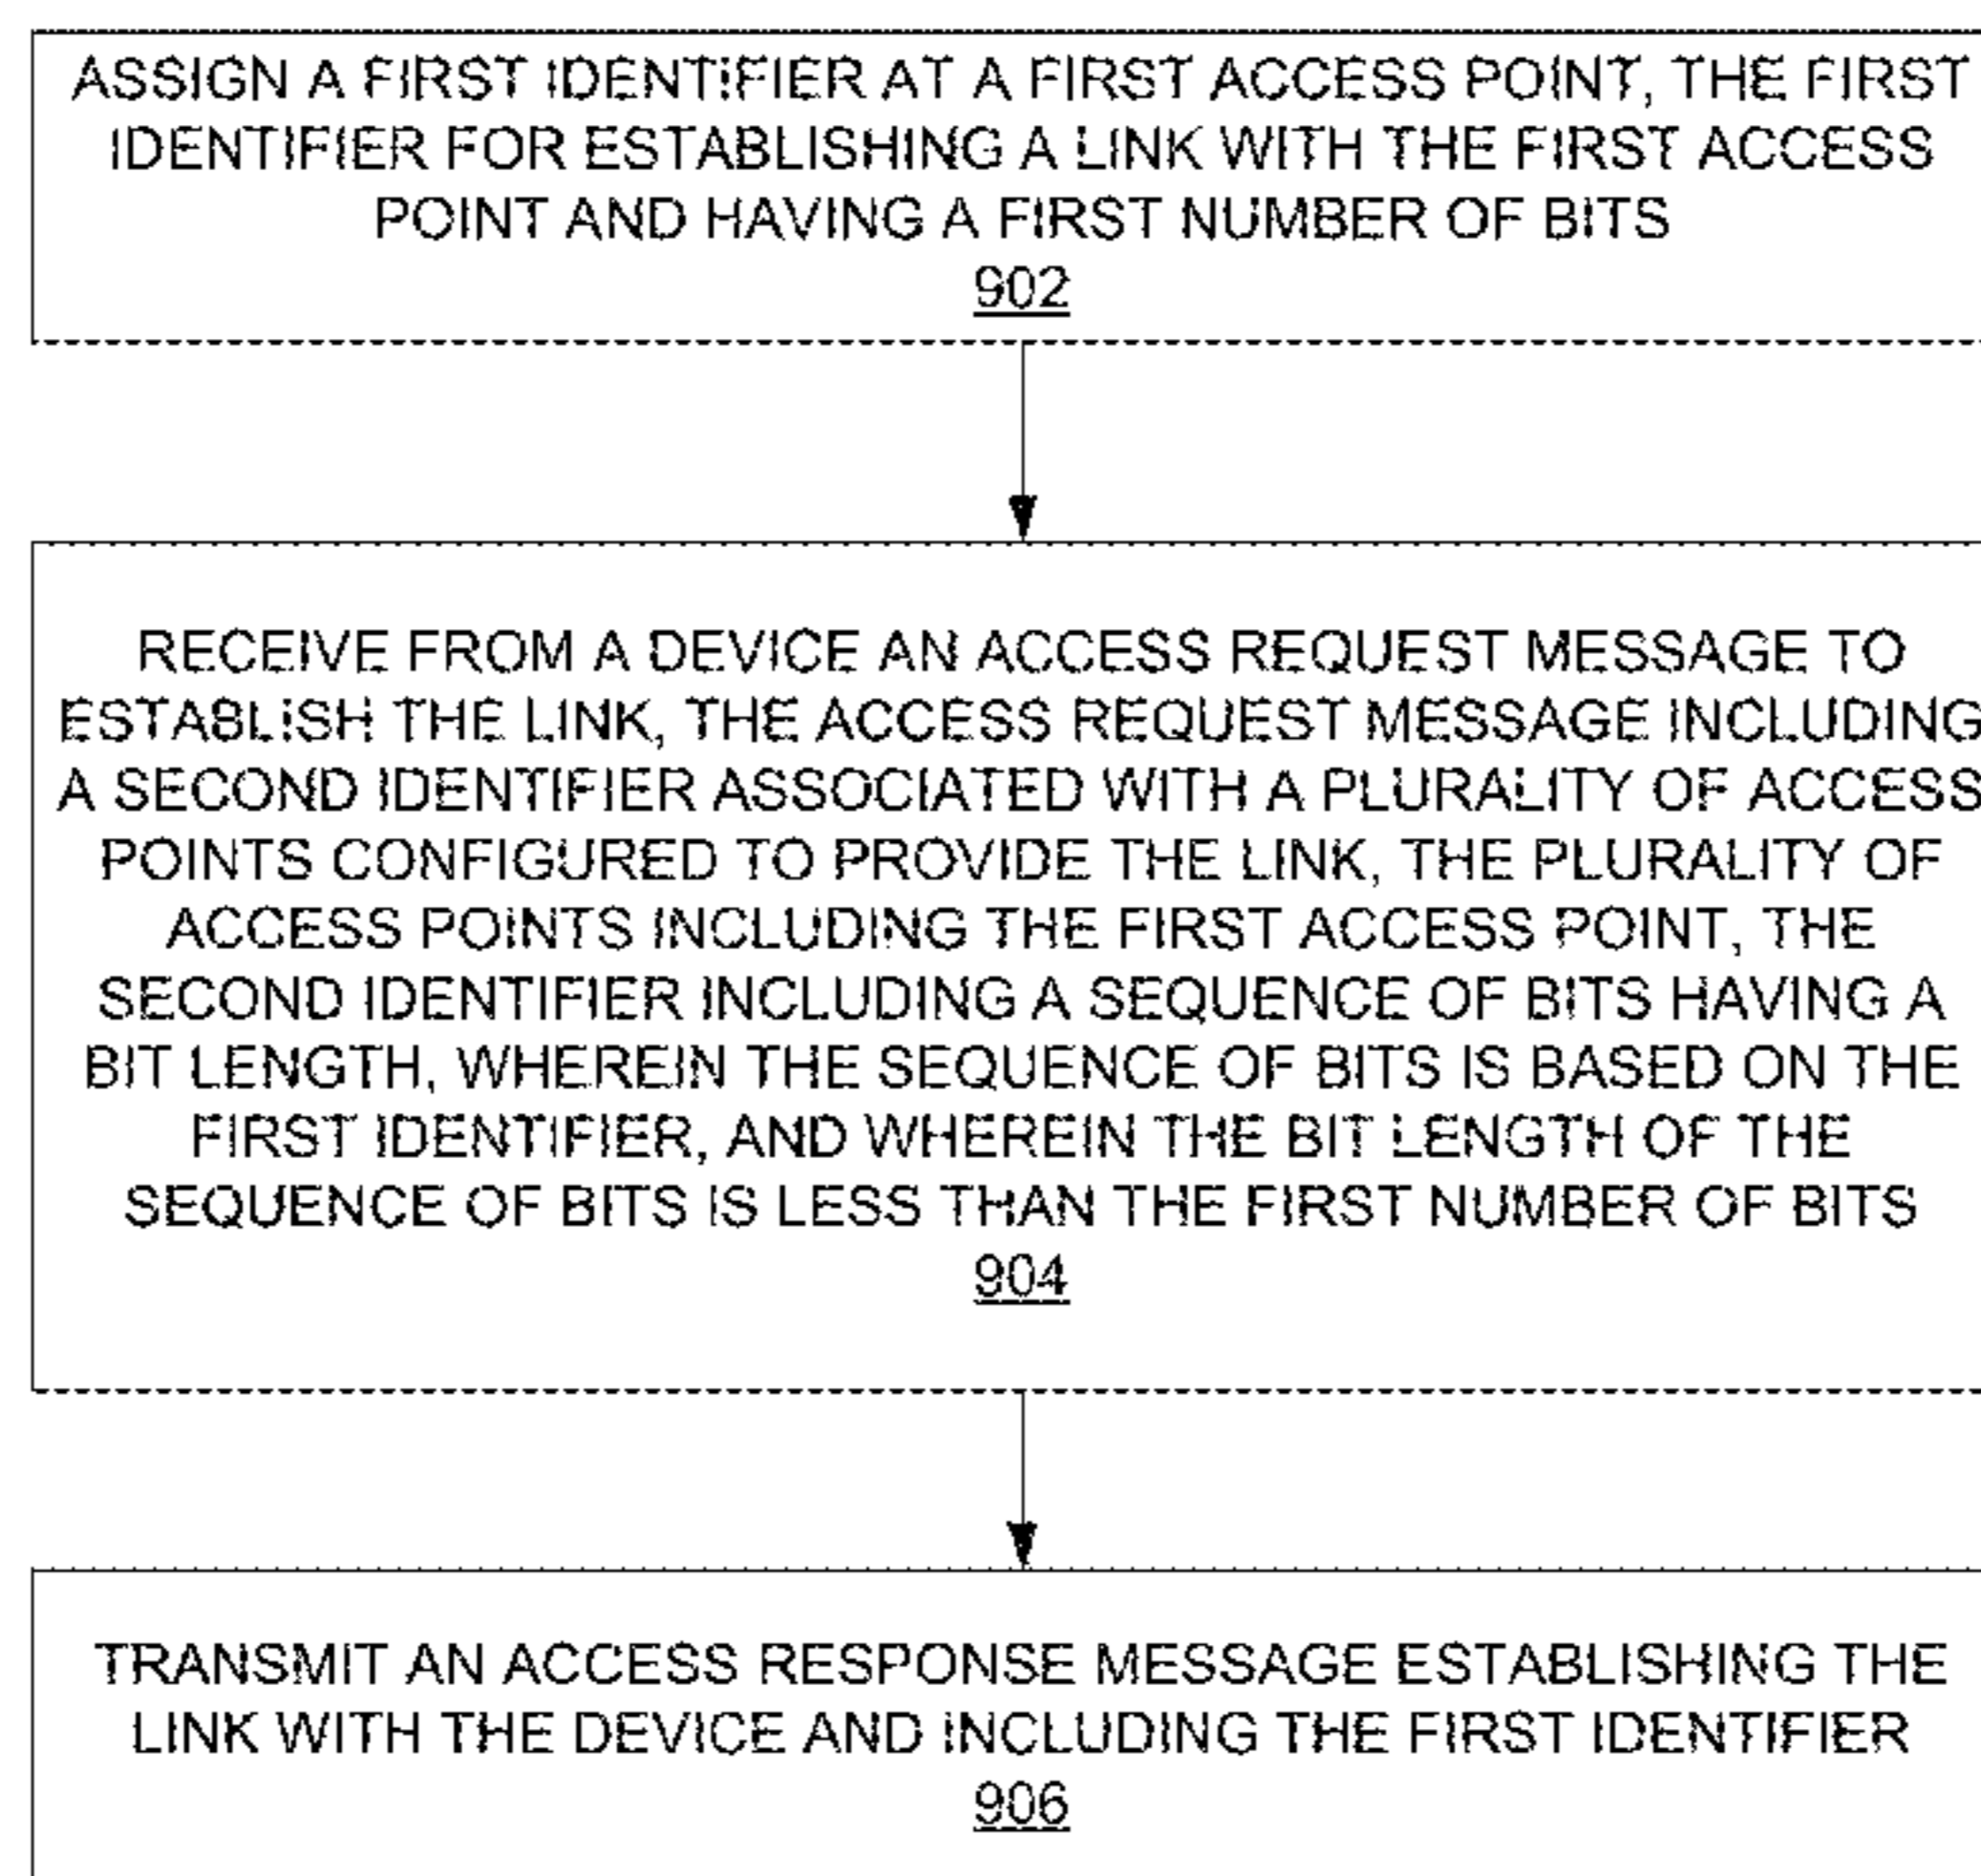 ASSIGN A FIRST IDENTIFIER AT A FIRST ACCESS POINT, THE FIRST
IDENTIFIER FOR ESTABLISHING A LINK WITH THE FIRST ACCESS
POINT AND HAVING A FIRST NUMBER OF BITS
902
RECEIVE FROM A DEVICE AN ACCESS REQUEST MESSAGE TO
ESTABLISH THE LINK, THE ACCESS REQUEST MESSAGE INCLUDING
A SECOND IDENTIFIER ASSOCIATED WITH A PLURALITY OF ACCESS
POINTS CONFIGURED TO PROVIDE THE LINK, THE PLURALITY OF
ACCESS POINTS INCLUDING THE FIRST ACCESS POINT, THE
SECOND IDENTIFIER INCLUDING A SEQUENCE OF BITS HAVING A
BIT LENGTH, WHEREIN THE SEQUENCE OF BITS IS BASED ON THE
FIRST IDENTIFIER, AND WHEREIN THE BIT LENGTH OF THE
SEQUENCE OF BITS IS LESS THAN THE FIRST NUMBER OF BITS
904
TRANSMIT AN ACCESS RESPONSE MESSAGE ESTABLISHING THE
LINK WITH THE DEVICE AND INCLUDING THE FIRST IDENTIFIER
906